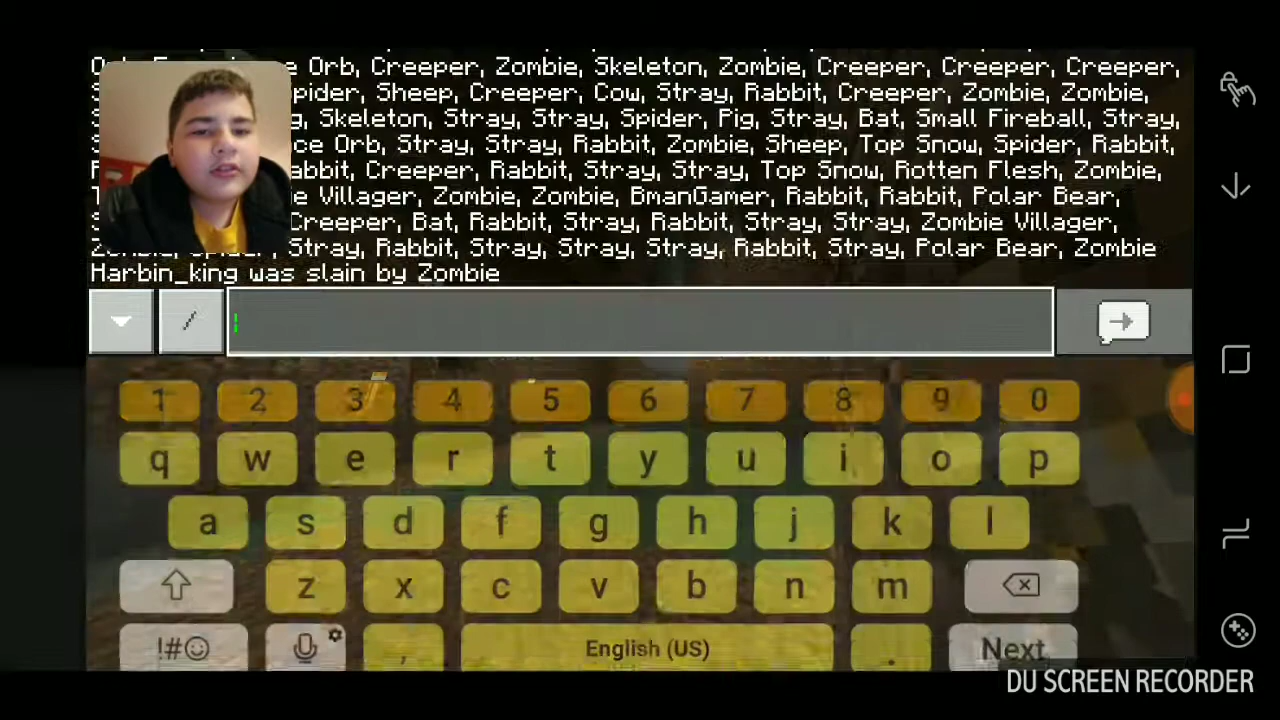 Orb, Creeper, Zombie, Skeleton, Zombie, Creeper, Creeper, Creeper,
Spider, Sheep, Creeper, Cow, Stray, Rabbit, Creeper, Zombie, Zombie,
Skeleton, Stray, Stray, Spider, Pig, Stray, Bat, Small Fireball, Stray,
Orb, Stray, Stray, Rabbit, Zombie, Sheep, Top Snow, Spider, Rabbit,
Creeper, Rabbit, Stray, Stray, Top Snow, Rotten Flesh, Zombie,
Villager, Zombie, Zombie, BmanGamer, Rabbit, Rabbit, Polar Bear,
Creeper, Bat, Rabbit, Stray, Rabbit, Stray, Stray, Zombie Villager,
Stray, Rabbit, Stray, Stray, Stray, Rabbit, Stray, Polar Bear, Zombie
Harbin_king was slain by Zombie
/
1 2 3 4 5 6 7 8 9 0
q w e r t y u i o p
a s d f g h j k l
z x c v b n m
!#☺ , English (US) . Next
DU SCREEN RECORDER